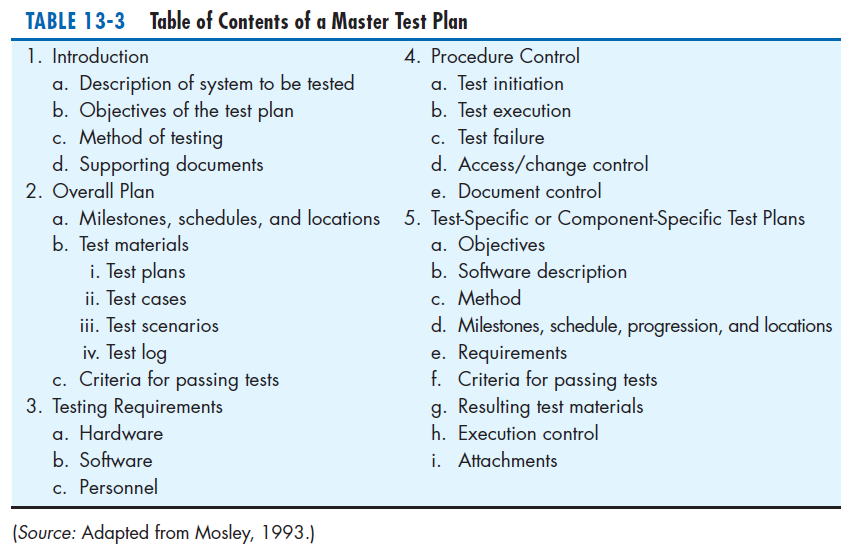 TABLE 13-3 Table of Contents of a Master Test Plan
1. Introduction
a. Description of system to be tested
b. Objectives of the test plan
c. Method of testing
d. Supporting documents
2. Overall Plan
a. Milestones, schedules, and locations
b. Test materials
i. Test plans
ii. Test cases
iii. Test scenarios
iv. Test log
c. Criteria for passing tests
3. Testing Requirements
a. Hardware
b. Software
c. Personnel
4. Procedure Control
a. Test initiation
b. Test execution
c. Test failure
d. Access/change control
e. Document control
5. Test-Specific or Component-Specific Test Plans
a. Objectives
b. Software description
c. Method
d. Milestones, schedule, progression, and locations
e. Requirements
f. Criteria for passing tests
g. Resulting test materials
h. Execution control
i. Attachments
(Source: Adapted from Mosley, 1993.)